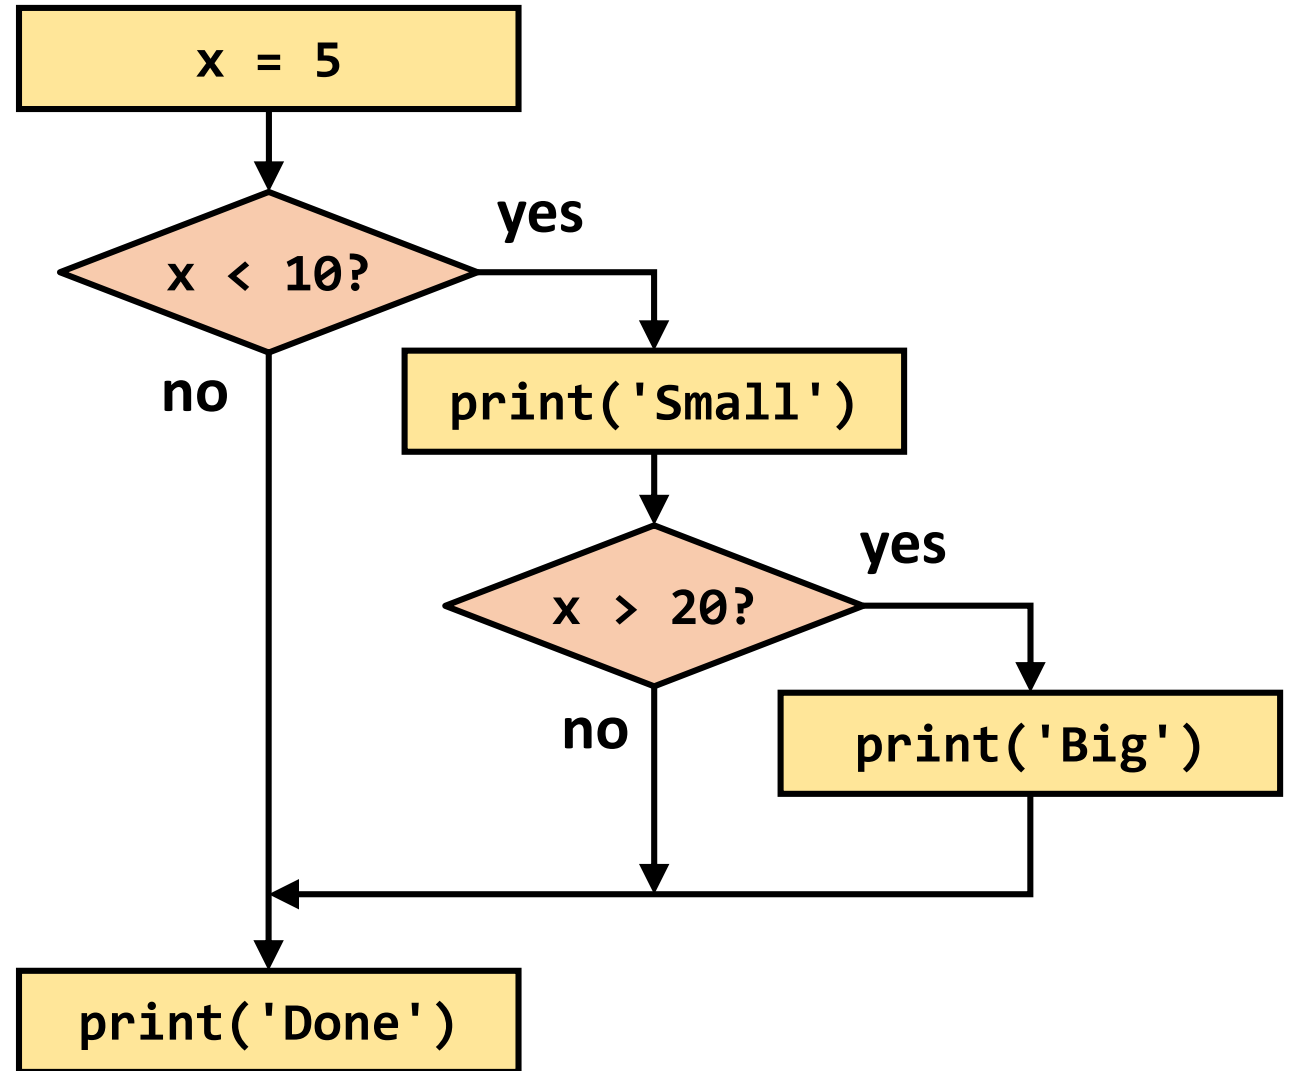 x = 5
x < 10?
yes
no
print('Small')
x > 20?
yes
no
print('Big')
print('Done')